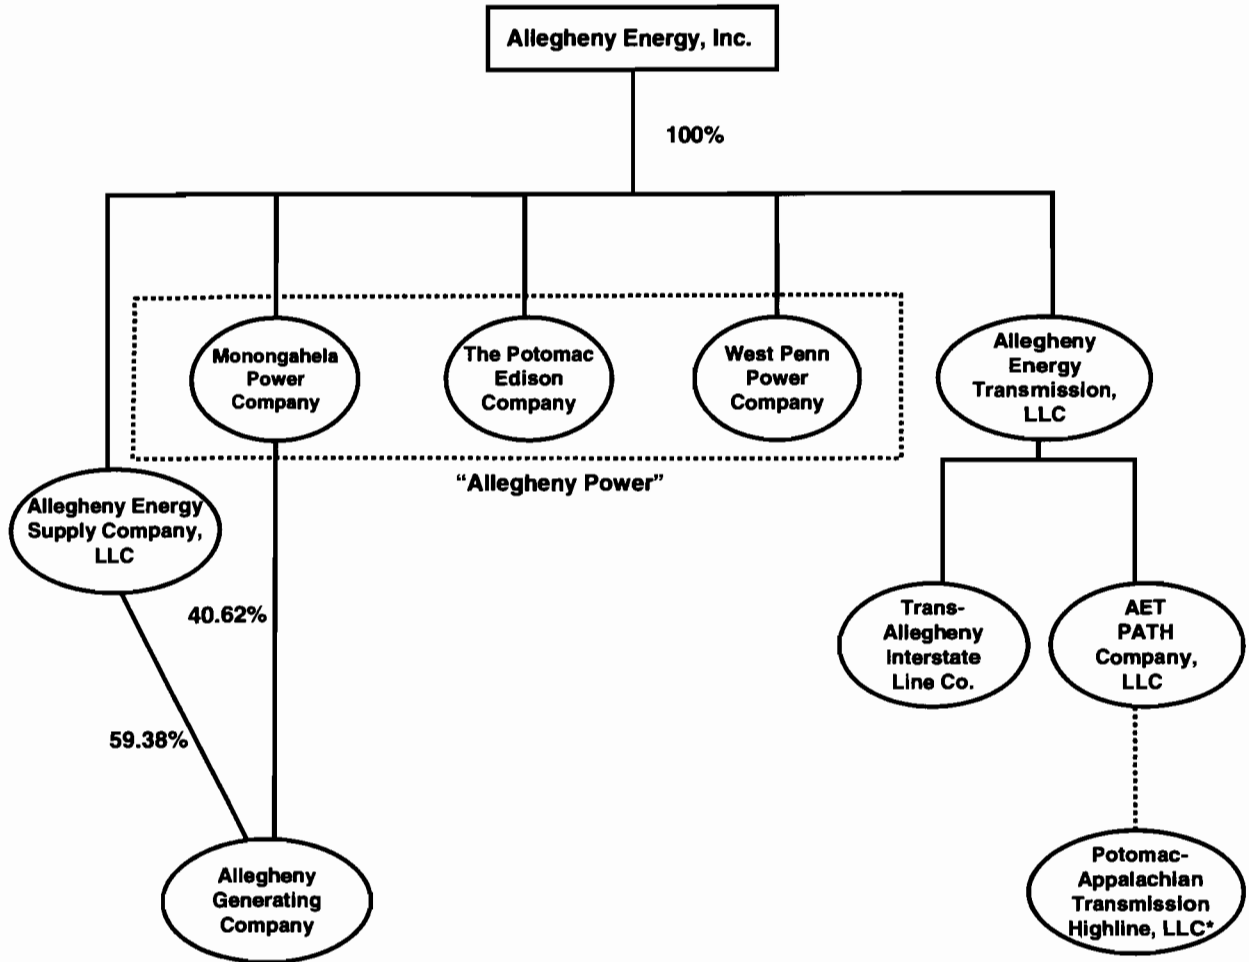 Allegheny Energy, Inc.
100%
Monongahela
Power
Company
The Potomac
Edison
Company
West Penn
Power
Company
Allegheny
Energy
Transmission,
LLC
“Allegheny Power”
Allegheny Energy
Supply Company,
LLC
40.62%
59.38%
Trans-
Allegheny
Interstate
Line Co.
AET
PATH
Company,
LLC
Allegheny
Generating
Company
Potomac-
Appalachian
Transmission
Highline, LLC*